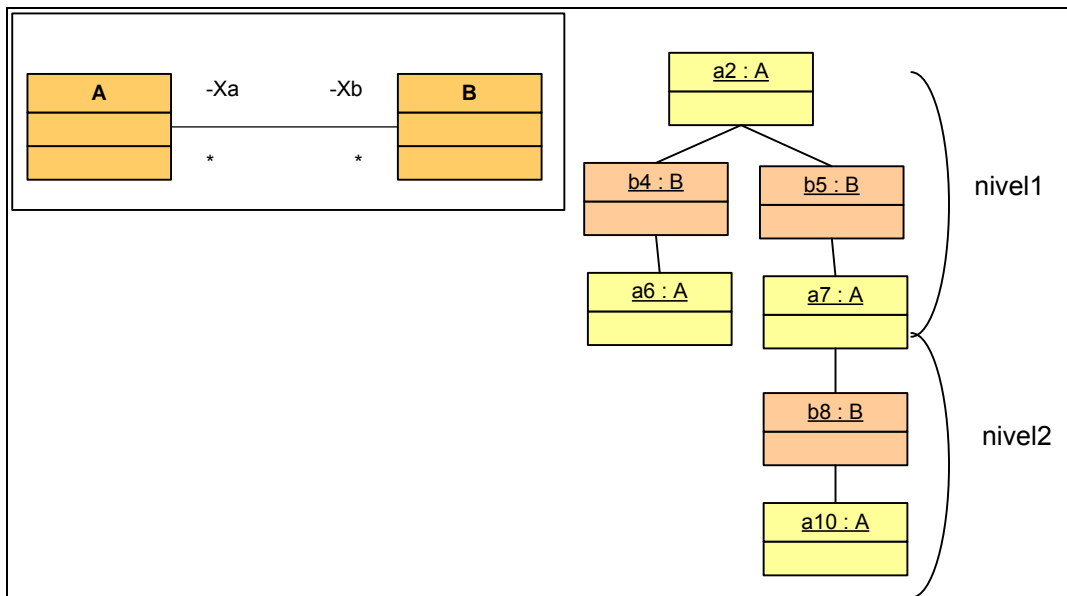 A
-Xa
-Xb
B
*
*
a2 : A
b4 : B
b5 : B
nivel1
a6 : A
a7 : A
b8 : B
nivel2
a10 : A